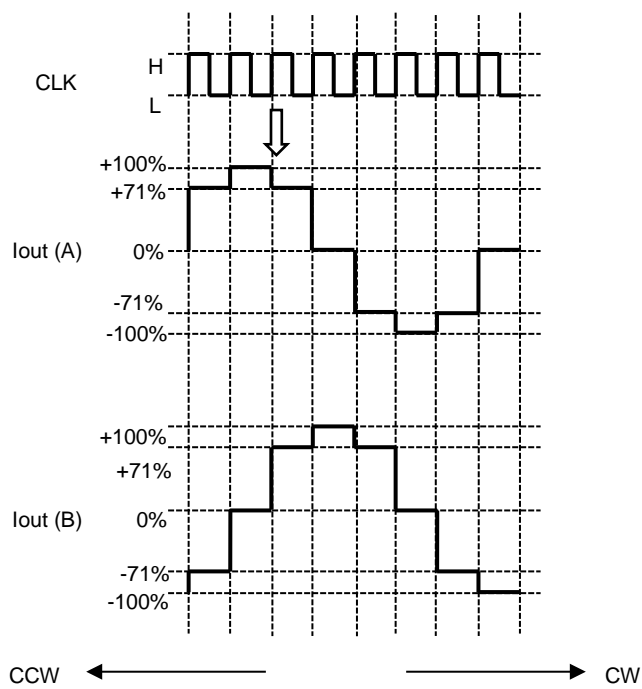 H
CLK
L
+100%
+71%
Iout (A)
0%
-71%
-100%
+100%
+71%
Iout (B)
0%
-71%
-100%
CCW
CW